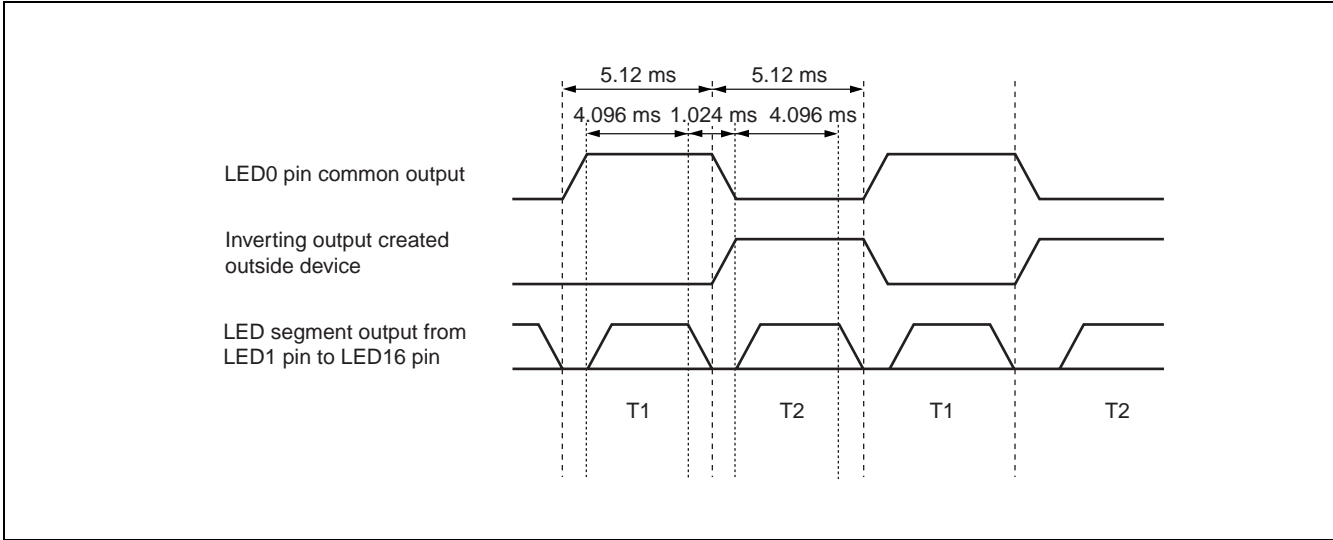 5.12 ms 5.12 ms
4.096 ms 1.024 ms 4.096 ms
LED0 pin common output
Inverting output created
outside device
LED segment output from
LED1 pin to LED16 pin
T1 T2 T1 T2